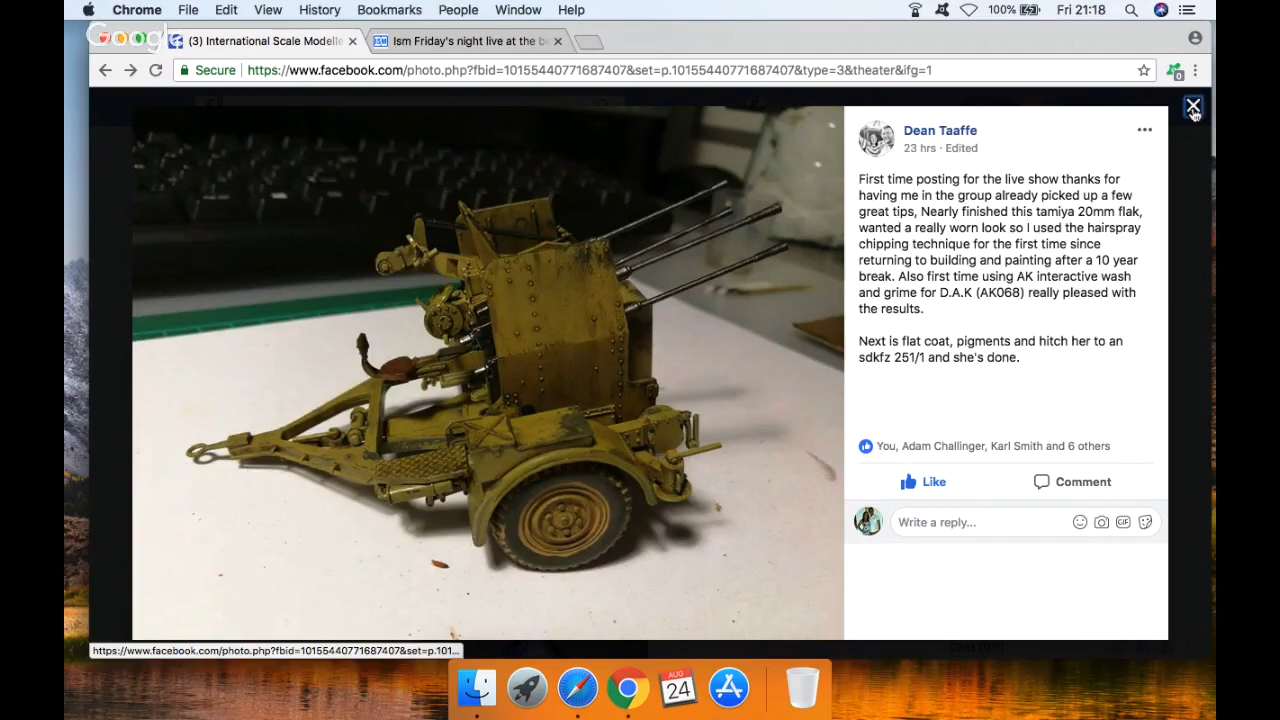 Chrome File Edit View History Bookmarks People Window Help 100% Fri 21:18
Google (3) International Scale Modelle Ism Friday's night live at the be
Secure https://www.facebook.com/photo.php?fbid=10155440771687407&set=p.10155440771687407&type=3&theater&ifg=1 0
Dean Taaffe
23 hrs · Edited
First time posting for the live show thanks for
having me in the group already picked up a few
great tips, Nearly finished this tamiya 20mm flak,
wanted a really worn look so I used the hairspray
chipping technique for the first time since
returning to building and painting after a 10 year
break. Also first time using AK interactive wash
and grime for D.A.K (AK068) really pleased with
the results.
Next is flat coat, pigments and hitch her to an
sdkfz 251/1 and she's done.
You, Adam Challinger, Karl Smith and 6 others
Like Comment
Write a reply... GIF
https://www.facebook.com/photo.php?fbid=10155440771687407&set=p.101...
AUG
24